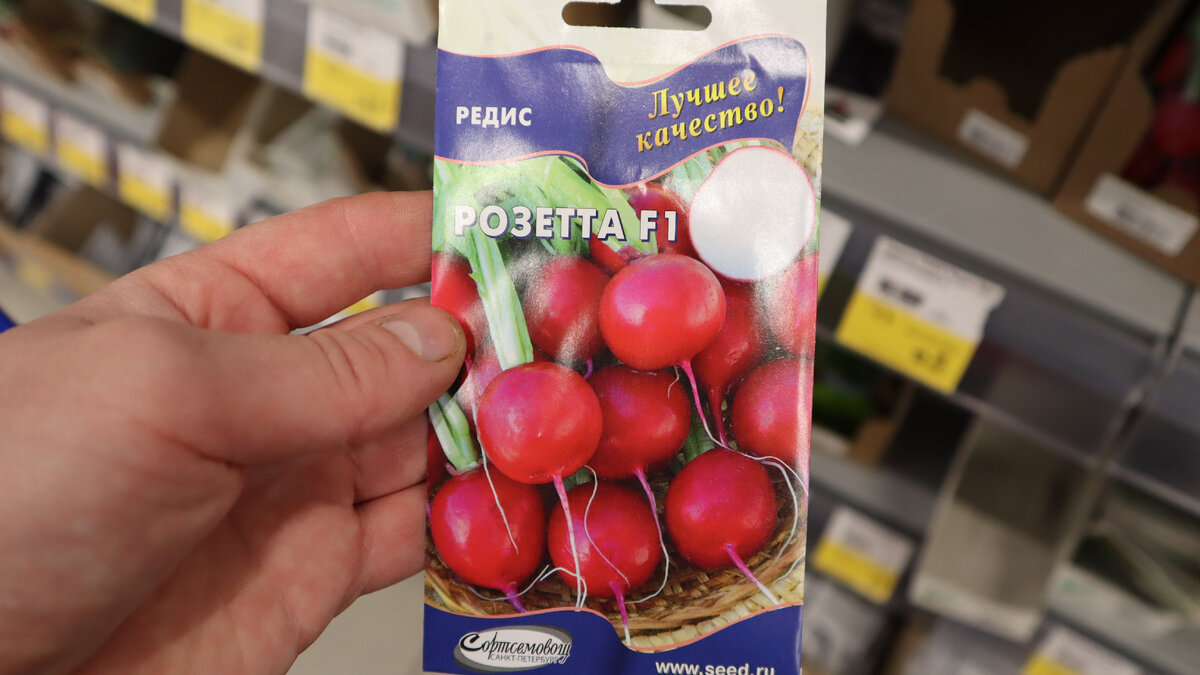 Лучшее
РЕДИС
качество!
РОЗЕТТА F1
Сортсемовощ
САНКТ-ПЕТЕРБУРГ
www.seed.ru